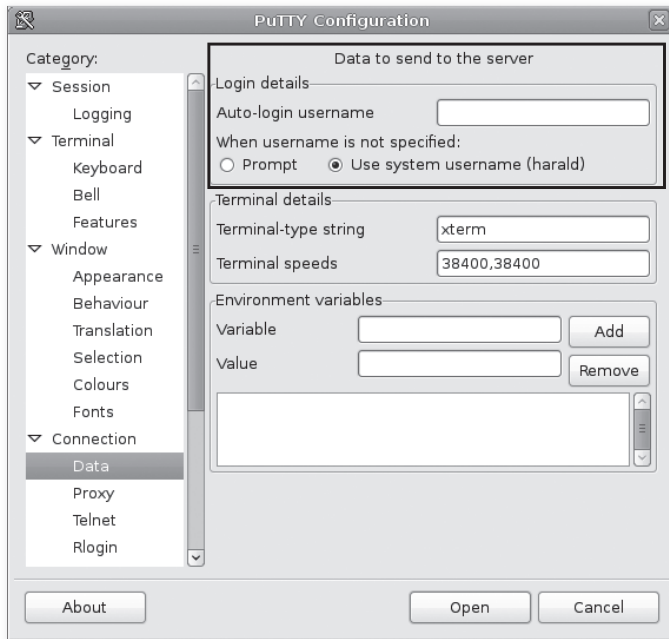 PuTTY Configuration
Category:
Session
Logging
Terminal
Keyboard
Bell
Features
Window
Appearance
Behaviour
Translation
Selection
Colours
Fonts
Connection
Data
Proxy
Telnet
Rlogin
Data to send to the server
Login details
Auto-login username
When username is not specified:
Prompt Use system username (harald)
Terminal details
Terminal-type string xterm
Terminal speeds 38400,38400
Environment variables
Variable Add
Value Remove
About Open Cancel